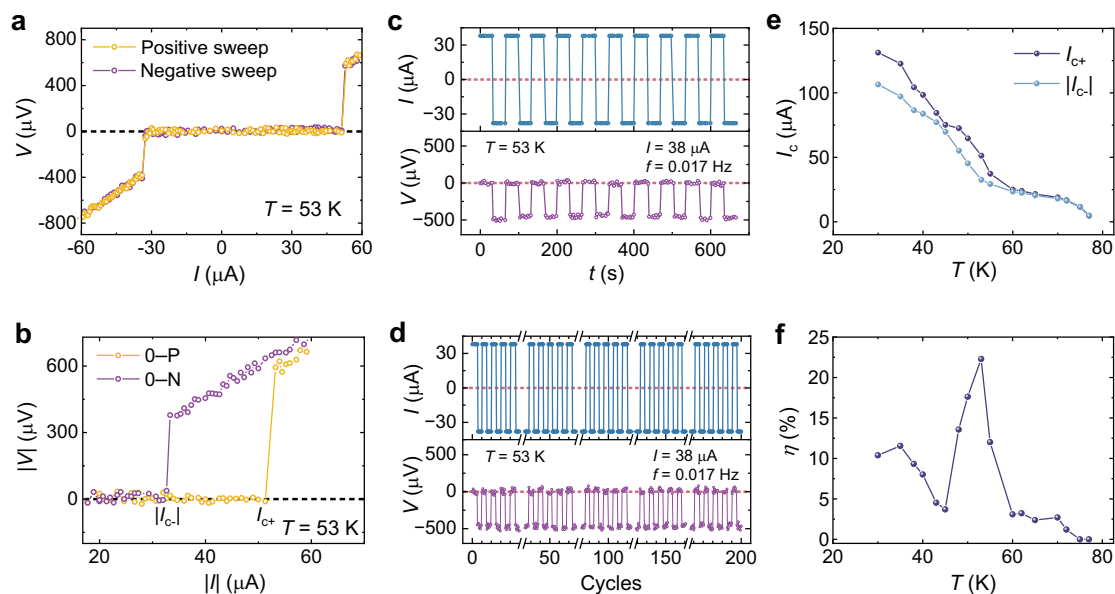 a
Positive sweep
Negative sweep
V (μV)
800
400
0
-400
-800
T = 53 K
-60 -30 0 30 60
I (μA)
b
0–P
0–N
|V| (μV)
600
300
0
|Ic-|
Ic+
T = 53 K
20 40 60
|I| (μA)
c
I (μA)
30
0
−30
T = 53 K
I = 38 μA
f = 0.017 Hz
V (μV)
500
0
−500
0 200 400 600
t (s)
d
I (μA)
30
0
−30
T = 53 K
I = 38 μA
f = 0.017 Hz
V (μV)
500
0
−500
0 50 100 150 200
Cycles
e
Ic+
|Ic-|
Ic (μA)
150
100
50
0
20 40 60 80
T (K)
f
η (%)
25
20
15
10
5
0
20 40 60 80
T (K)